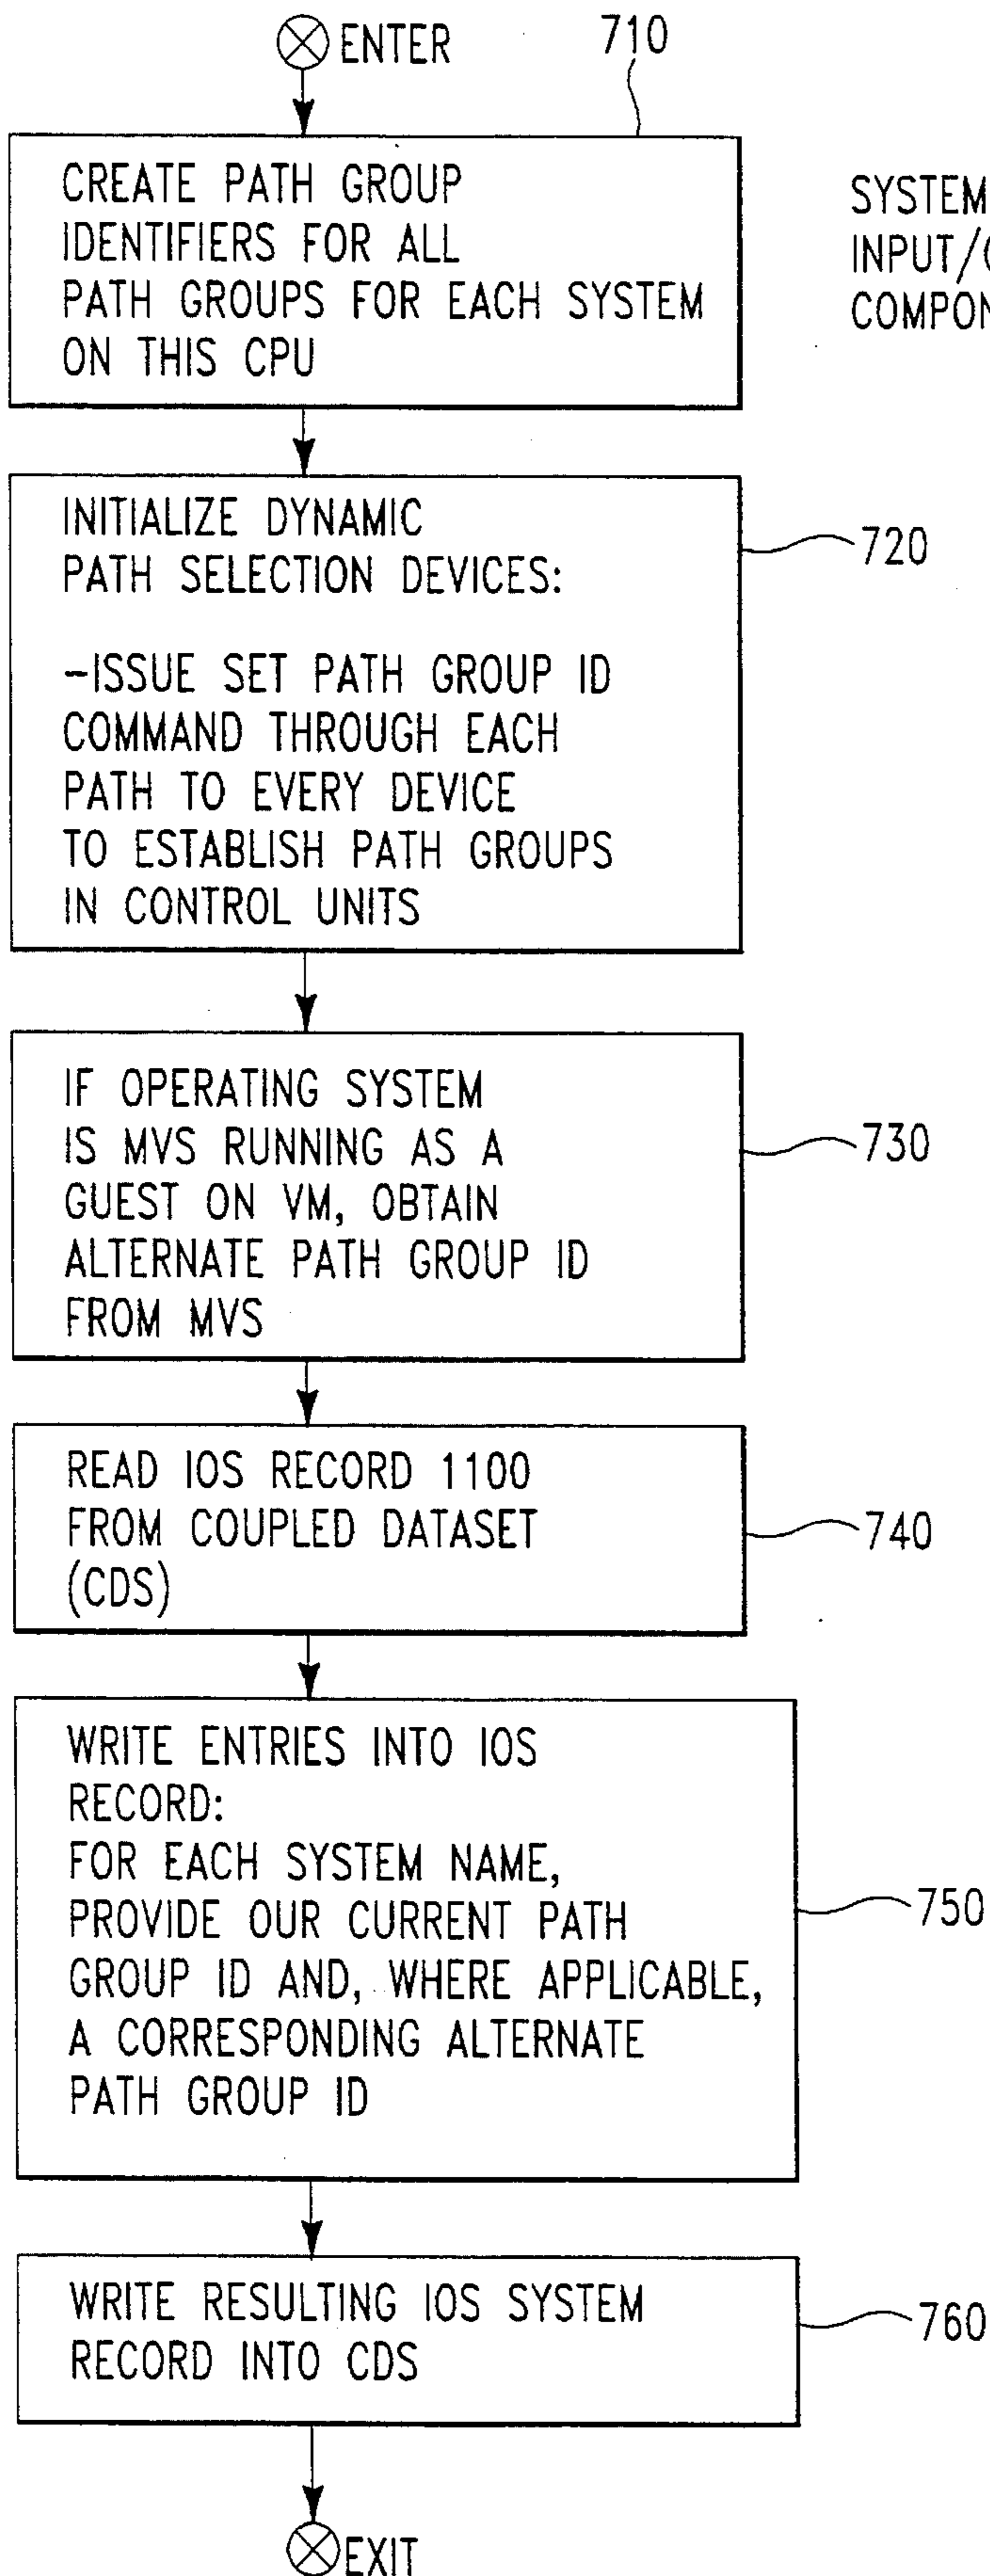 ENTER
710
CREATE PATH GROUP
IDENTIFIERS FOR ALL
PATH GROUPS FOR EACH SYSTEM
ON THIS CPU
SYSTEM
INPUT/
COMPON
INITIALIZE DYNAMIC
PATH SELECTION DEVICES:
720
-ISSUE SET PATH GROUP ID
COMMAND THROUGH EACH
PATH TO EVERY DEVICE
TO ESTABLISH PATH GROUPS
IN CONTROL UNITS
IF OPERATING SYSTEM
IS MVS RUNNING AS A
GUEST ON VM, OBTAIN
ALTERNATE PATH GROUP ID
FROM MVS
730
READ IOS RECORD 1100
FROM COUPLED DATASET
(CDS)
740
WRITE ENTRIES INTO IOS
RECORD:
FOR EACH SYSTEM NAME,
PROVIDE OUR CURRENT PATH
GROUP ID AND, WHERE APPLICABLE,
A CORRESPONDING ALTERNATE
PATH GROUP ID
750
WRITE RESULTING IOS SYSTEM
RECORD INTO CDS
760
EXIT